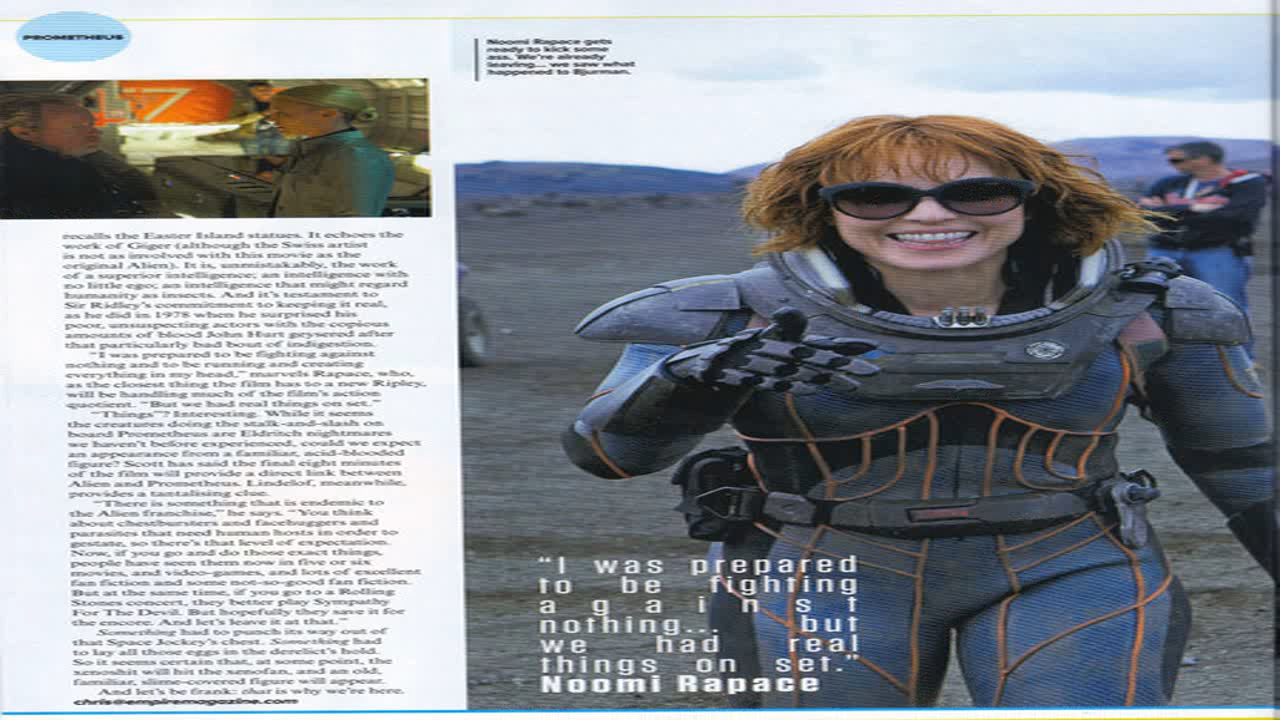 PROMETHEUS
Noomi Rapace gets
ready to kick some
ass. We're already
leaving... we saw what
happened to Bjurman.
recalls the Easter Island statues. It echoes the
work of Giger (although the Swiss artist
is not as involved with this movie as the
original Alien). It is, unmistakably, the work
of a superior intelligence; an intelligence with
no little ego; an intelligence that might regard
humanity as insects. And it's testament to
Sir Ridley's commitment to keeping it real,
as he did in 1978 when he surprised his
poor, unsuspecting actors with the copious
amounts of blood John Hurt geysered after
that particularly bad bout of indigestion.
"I was prepared to be fighting against
nothing and to be running and creating
everything in my head," marvels Rapace, who,
as the closest thing the film has to a new Ripley,
will be handling much of the film's action
quotient. "But we had real things on set."
"Things"? Interesting. While it seems
the creatures doing the stalk-and-slash on
board Prometheus are Eldritch nightmares
we haven't before experienced, could we expect
an appearance from a familiar, acid-blooded
figure? Scott has said the final eight minutes
of the film will provide a direct link between
Alien and Prometheus. Lindelof, meanwhile,
provides a tantalising clue.
"There is something that is endemic to
the Alien franchise," he says. "You think
about chestbursters and facehuggers and
parasites that need human hosts in order to
gestate, so there's that level of expectation.
Now, if you go and do those exact things,
people have seen them now in five or six
movies, and video-games, and lots of excellent
fan fiction and some not-so-good fan fiction.
But at the same time, if you go to a Rolling
Stones concert, they better play Sympathy
For The Devil. But hopefully they save it for
the encore. And let's leave it at that."
Something had to punch its way out of
that Space Jockey's chest. Something had
to lay all those eggs in the derelict's hold.
So it seems certain that, at some point, the
xenoshit will hit the xenofan, and an old,
familiar, slime-covered figure will appear.
And let's be frank: that is why we're here.
chris@empiremagazine.com
"I was prepared
to be fighting
against
nothing... but
we had real
things on set."
Noomi Rapace